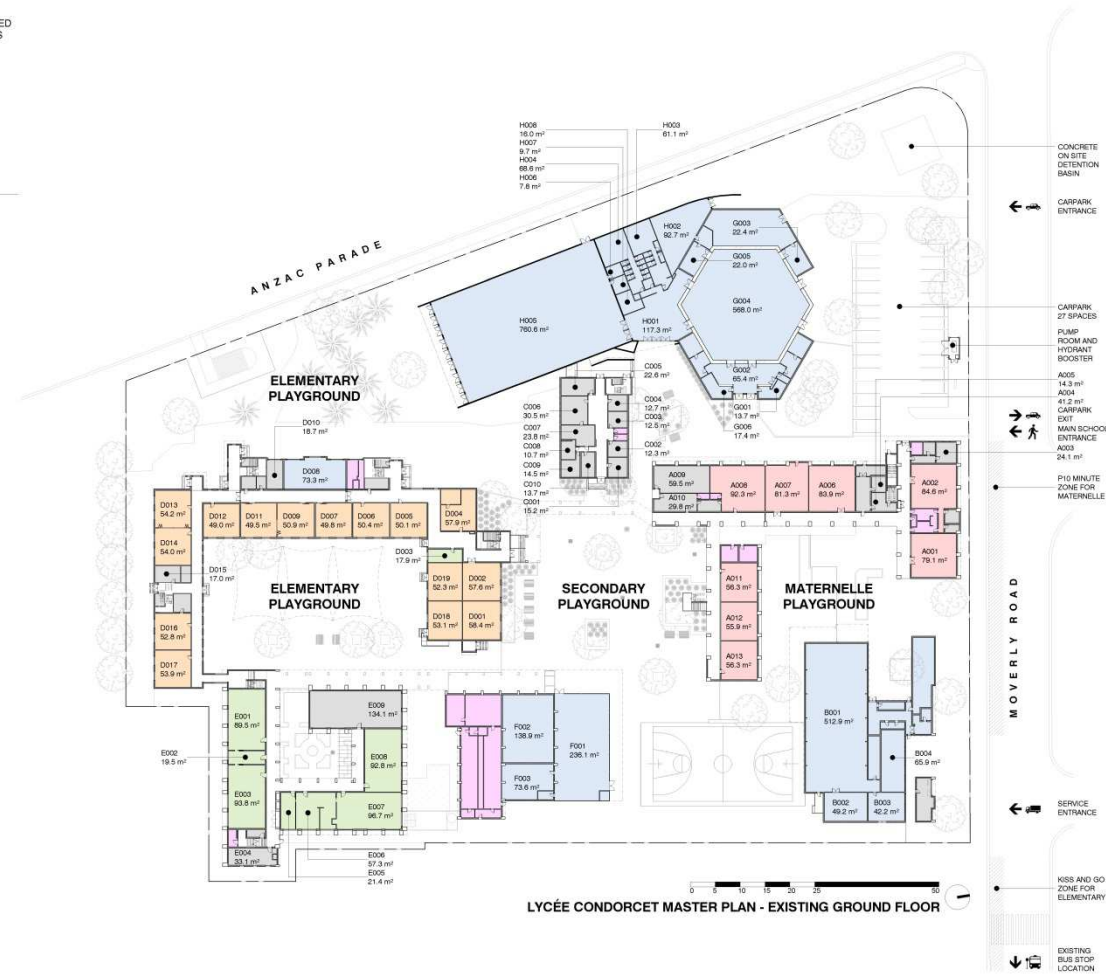 ED
S
H008
16.0 m²
H007
9.7 m²
H004
68.6 m²
H006
7.8 m²
H003
61.1 m²
CONCRETE
ON SITE
DETENTION
BASIN
CARPARK
ENTRANCE
ANZAC PARADE
H002
92.7 m²
G003
22.4 m²
G005
22.0 m²
G004
568.0 m²
H005
760.6 m²
H001
117.3 m²
CARPARK
27 SPACES
PUMP
ROOM AND
HYDRANT
BOOSTER
G002
65.4 m²
G001
13.7 m²
G006
17.4 m²
A005
14.3 m²
A004
41.2 m²
CARPARK
EXIT
MAIN SCHOOL
ENTRANCE
A003
24.1 m²
P10 MINUTE
ZONE FOR
MATERNELLE
ELEMENTARY
PLAYGROUND
C005
22.6 m²
C004
12.7 m²
C003
12.5 m²
C002
12.3 m²
C006
30.5 m²
C007
23.8 m²
C008
10.7 m²
C009
14.5 m²
C010
13.7 m²
C001
15.2 m²
D010
18.7 m²
D008
73.3 m²
A009
59.5 m²
A010
29.8 m²
A008
92.3 m²
A007
81.3 m²
A006
83.9 m²
A002
84.6 m²
A001
79.1 m²
D013
54.2 m²
D012
49.0 m²
D011
49.5 m²
D009
50.9 m²
D007
49.8 m²
D006
50.4 m²
D005
50.1 m²
D004
57.9 m²
D014
54.0 m²
D003
17.9 m²
D015
17.0 m²
D019
52.3 m²
D002
57.6 m²
D018
53.1 m²
D001
58.4 m²
D016
52.8 m²
D017
53.9 m²
ELEMENTARY
PLAYGROUND
SECONDARY
PLAYGROUND
MATERNELLE
PLAYGROUND
A011
56.3 m²
A012
55.9 m²
A013
56.3 m²
MOVERLY ROAD
E001
89.5 m²
E002
19.5 m²
E003
93.8 m²
E004
33.1 m²
E009
134.1 m²
E008
92.8 m²
E007
96.7 m²
E006
57.3 m²
E005
21.4 m²
F002
138.9 m²
F001
236.1 m²
F003
73.6 m²
B001
512.9 m²
B004
65.9 m²
B002
49.2 m²
B003
42.2 m²
SERVICE
ENTRANCE
KISS AND GO
ZONE FOR
ELEMENTARY
0 5 10 15 20 25 50
LYCÉE CONDORCET MASTER PLAN - EXISTING GROUND FLOOR
EXISTING
BUS STOP
LOCATION